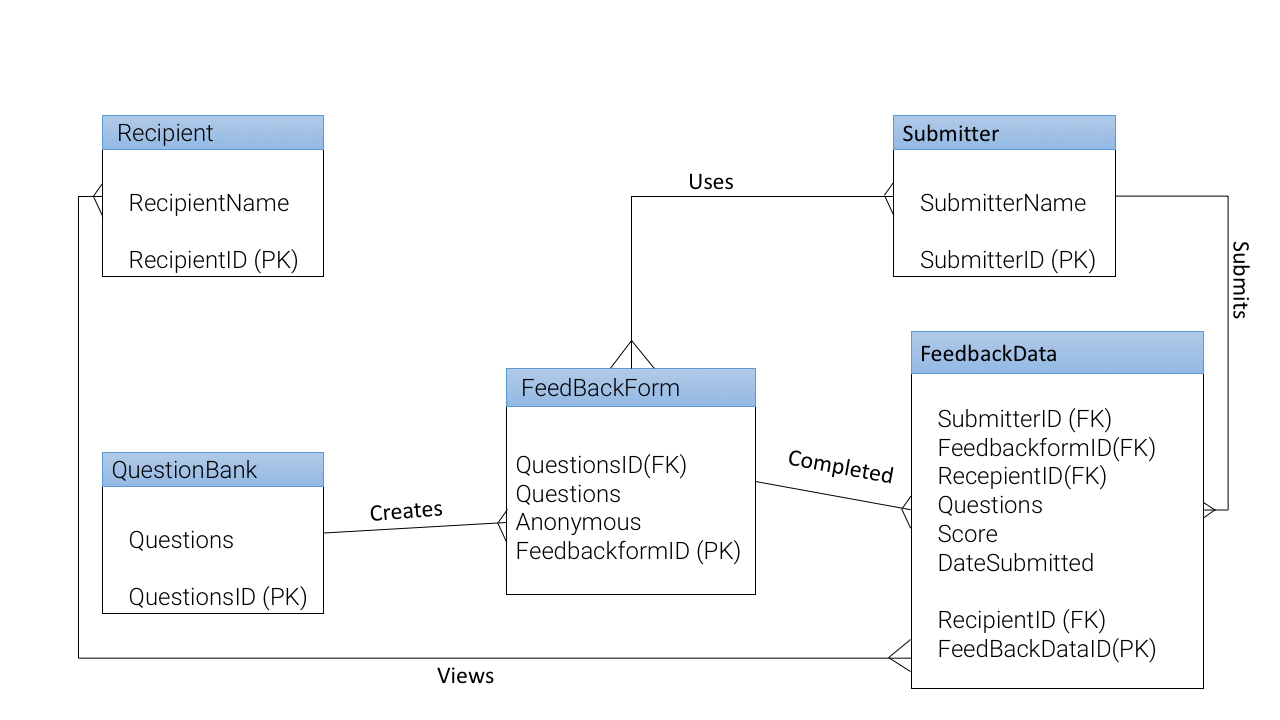 Recipient
RecipientName
RecipientID (PK)
Uses
Submitter
SubmitterName
SubmitterID (PK)
Submits
QuestionBank
Questions
QuestionsID (PK)
Creates
FeedBackForm
QuestionsID(FK)
Questions
Anonymous
FeedbackformID (PK)
Completed
FeedbackData
SubmitterID (FK)
FeedbackformID(FK)
RecepientID(FK)
Questions
Score
DateSubmitted
RecipientID (FK)
FeedBackDataID(PK)
Views